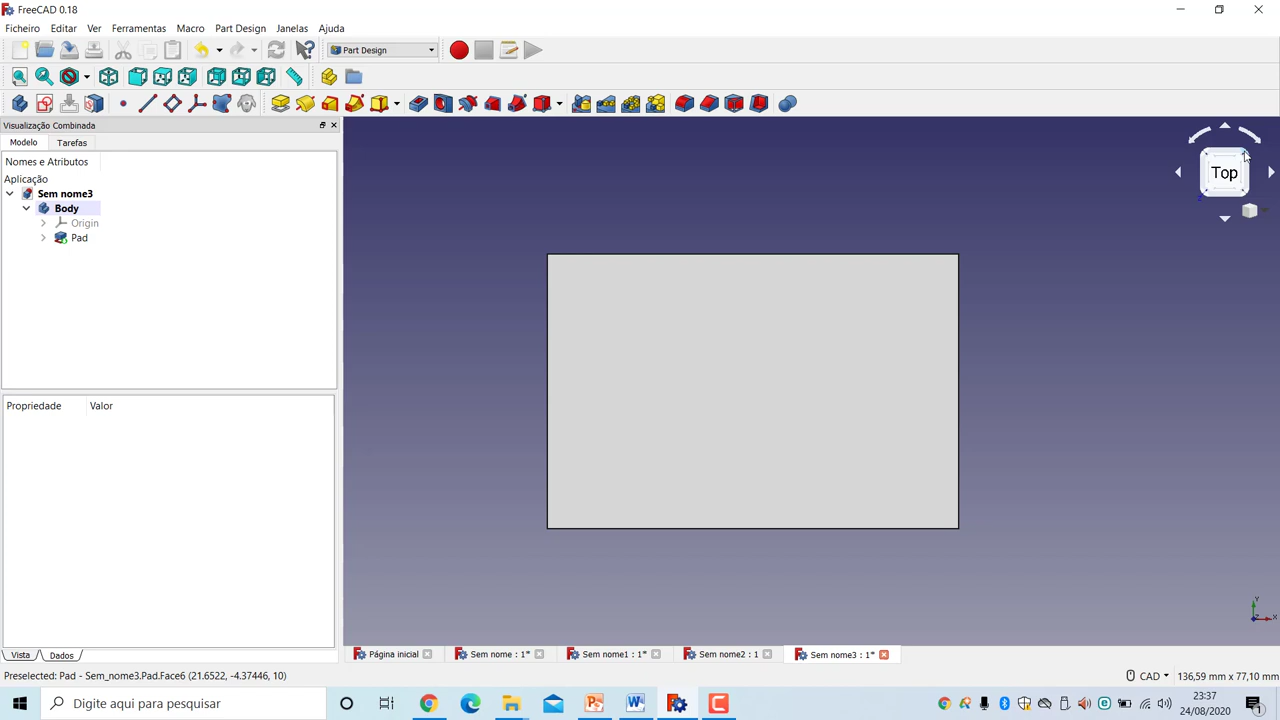 FreeCAD 0.18
Ficheiro Editar Ver Ferramentas Macro Part Design Janelas Ajuda
Part Design
Visualização Combinada
Modelo Tarefas
Nomes e Atributos
Aplicação
Sem nome3
Body
Origin
Pad
Top
Propriedade Valor
Y
X
Z
Vista Dados
Página inicial Sem nome : 1* Sem nome1 : 1* Sem nome2 : 1 Sem nome3 : 1*
Preselected: Pad - Sem_nome3.Pad.Face6 (21.6522, -4.37446, 10) CAD 136,59 mm x 77,10 mm
Digite aqui para pesquisar
23:37
24/08/2020
1